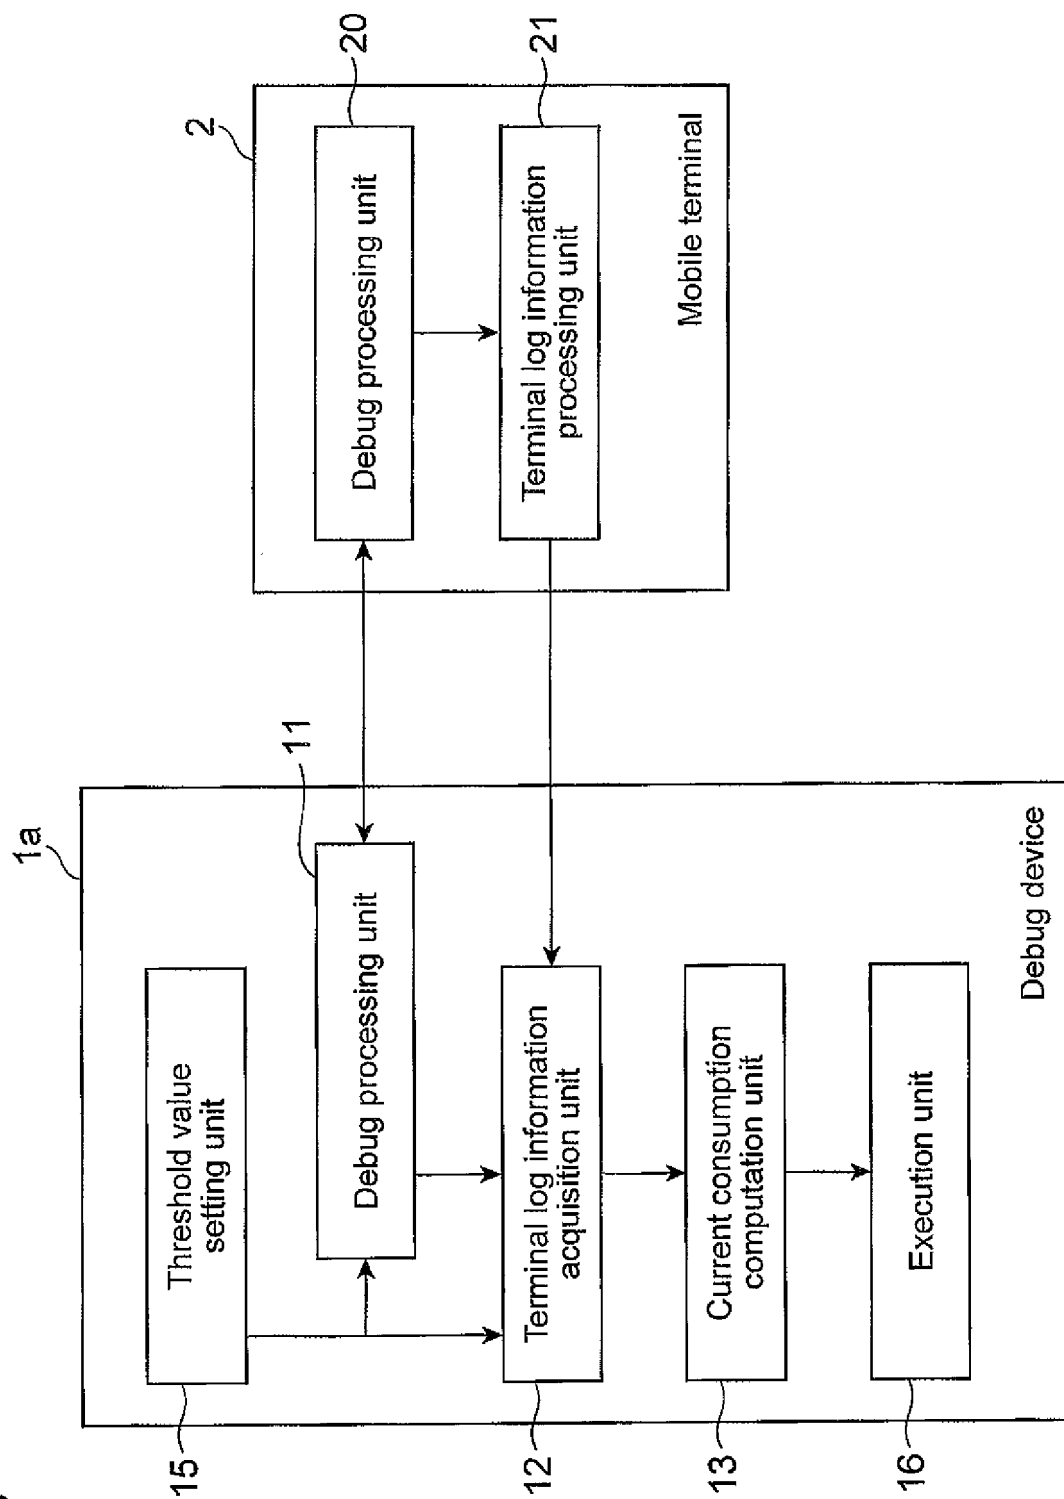 1a
15
Threshold value
setting unit
11
Debug processing unit
12
Terminal log information
acquisition unit
13
Current consumption
computation unit
16
Execution unit
Debug device
2
20
Debug processing unit
21
Terminal log information
processing unit
Mobile terminal